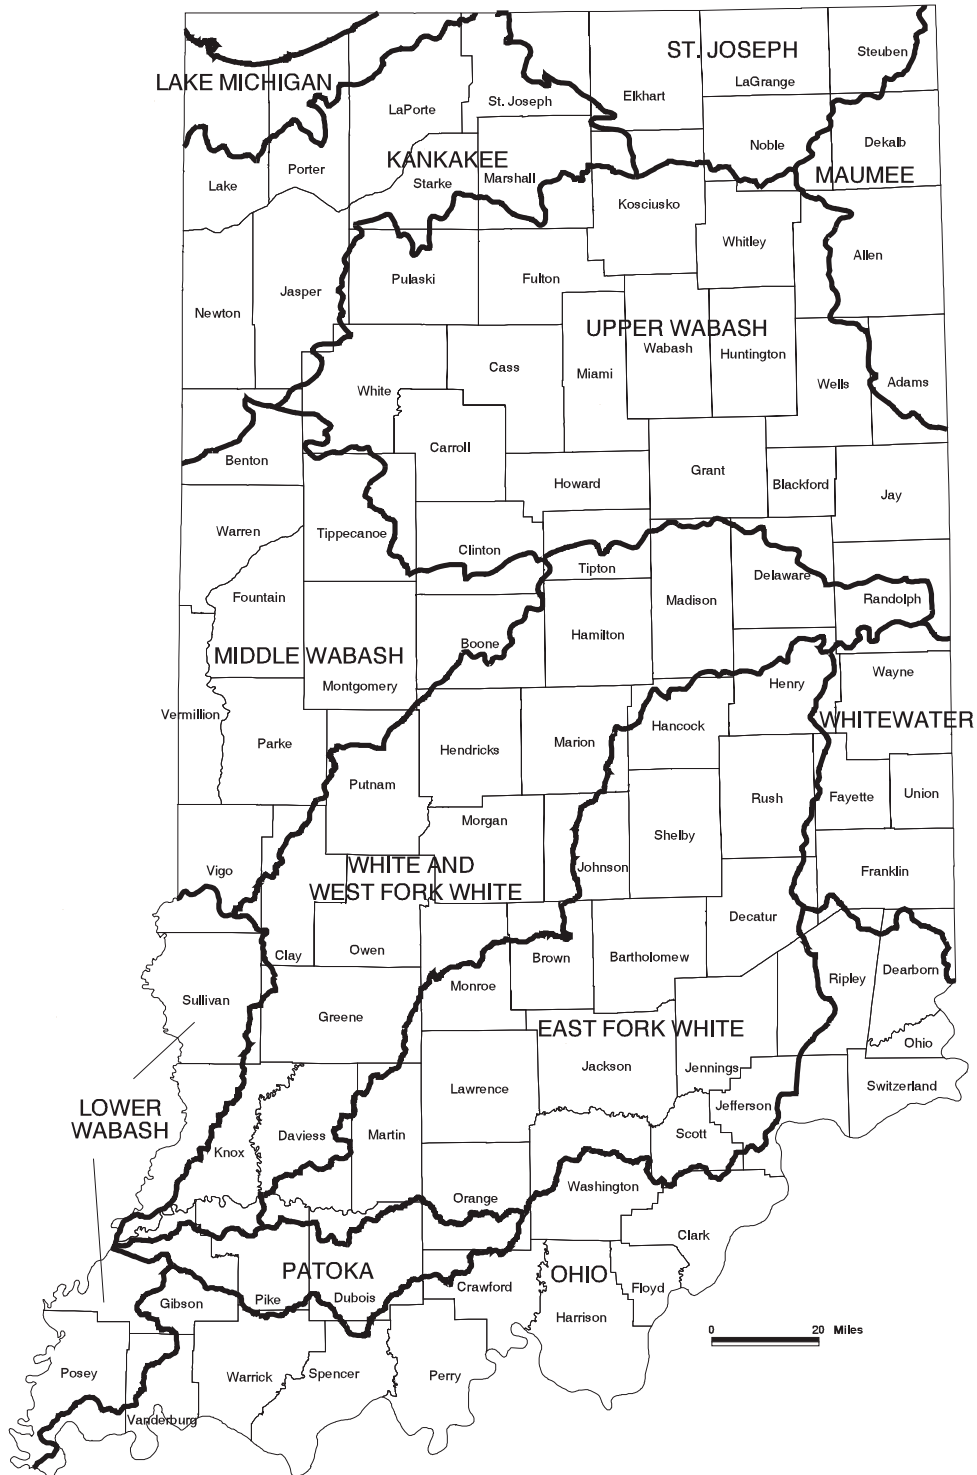 ST. JOSEPH
Steuben
LAKE MICHIGAN
LaGrange
LaPorte
St. Joseph
Elkhart
Noble
Dekalb
KANKAKEE
MAUMEE
Lake
Porter
Starke
Marshall
Kosciusko
Whitley
Allen
Newton
Jasper
Pulaski
Fulton
UPPER WABASH
Wabash
Huntington
Miami
Cass
White
Wells
Adams
Benton
Carroll
Howard
Grant
Blackford
Jay
Warren
Tippecanoe
Clinton
Tipton
Delaware
Fountain
Madison
Randolph
Boone
Hamilton
MIDDLE WABASH
Montgomery
Henry
Wayne
Vermillion
WHITEWATER
Parke
Hendricks
Marion
Hancock
Putnam
Rush
Fayette
Union
Morgan
Shelby
Vigo
WHITE AND
WEST FORK WHITE
Johnson
Franklin
Decatur
Clay
Owen
Brown
Bartholomew
Sullivan
Monroe
Ripley
Dearborn
Greene
EAST FORK WHITE
Ohio
Jackson
Jennings
Lawrence
Switzerland
LOWER
WABASH
Jefferson
Knox
Daviess
Martin
Scott
Orange
Washington
Clark
PATOKA
OHIO
Gibson
Pike
Dubois
Crawford
Floyd
Harrison
0 20 Miles
Posey
Warrick
Spencer
Perry
Vanderburg